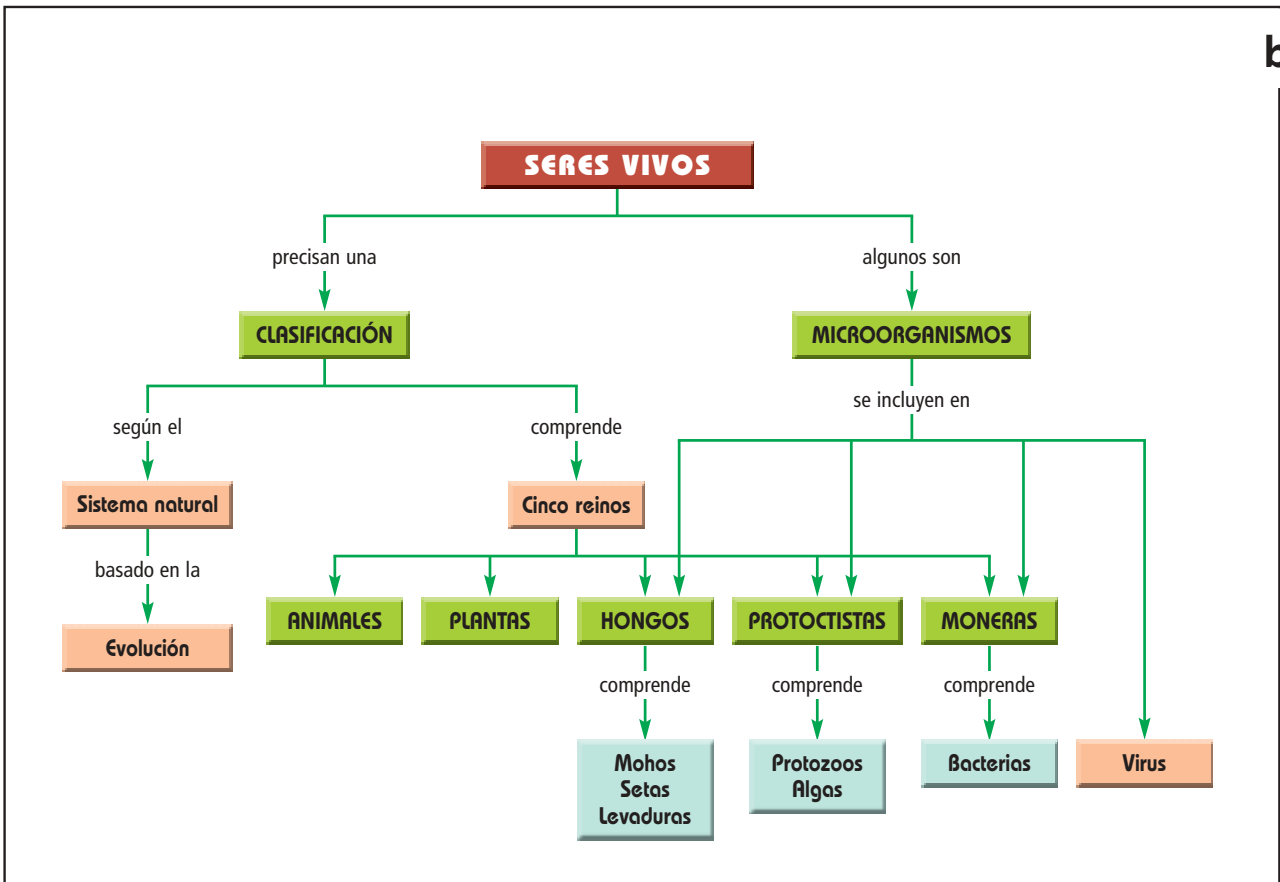 b
SERES VIVOS
precisan una
algunos son
CLASIFICACIÓN
MICROORGANISMOS
se incluyen en
según el
comprende
Sistema natural
Cinco reinos
basado en la
ANIMALES
PLANTAS
HONGOS
PROTOCTISTAS
MONERAS
Evolución
comprende
comprende
comprende
Mohos
Setas
Levaduras
Protozoos
Algas
Bacterias
Virus